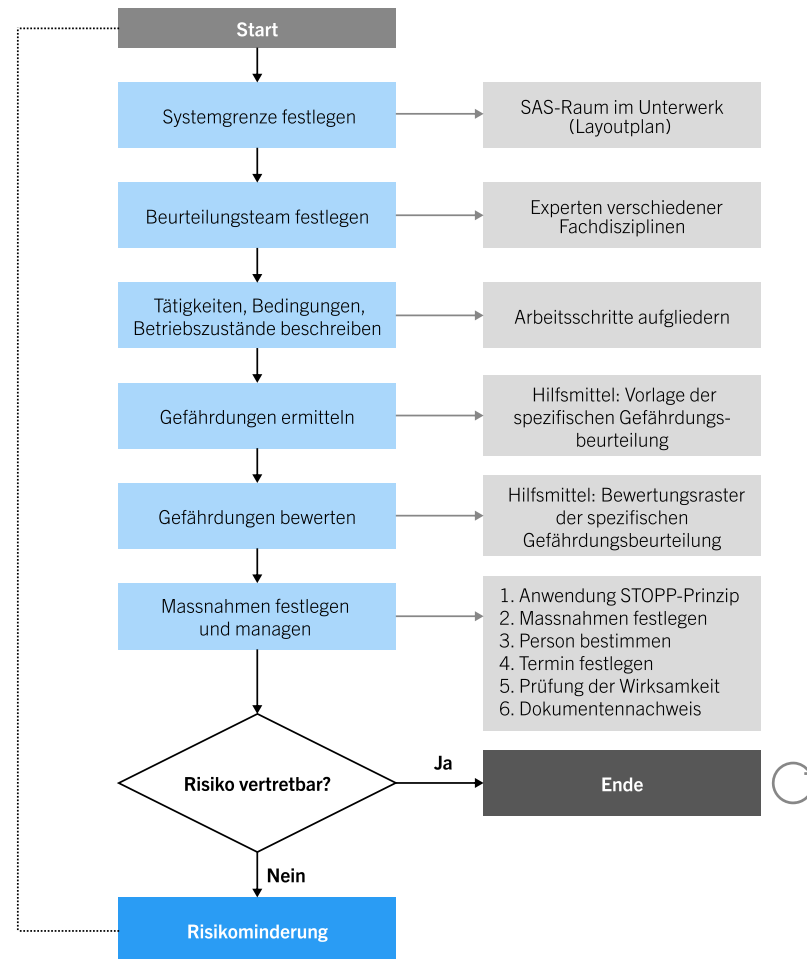 Start
Systemgrenze festlegen
SAS-Raum im Unterwerk
(Layoutplan)
Beurteilungsteam festlegen
Experten verschiedener
Fachdisziplinen
Tätigkeiten, Bedingungen,
Betriebszustände beschreiben
Arbeitsschritte aufgliedern
Gefährdungen ermitteln
Hilfsmittel: Vorlage der
spezifischen Gefährdungs-
beurteilung
Gefährdungen bewerten
Hilfsmittel: Bewertungsraster
der spezifischen
Gefährdungsbeurteilung
Massnahmen festlegen
und managen
1. Anwendung STOPP-Prinzip
2. Massnahmen festlegen
3. Person bestimmen
4. Termin festlegen
5. Prüfung der Wirksamkeit
6. Dokumentennachweis
Risiko vertretbar?
Ja
Ende
Nein
Risikominderung